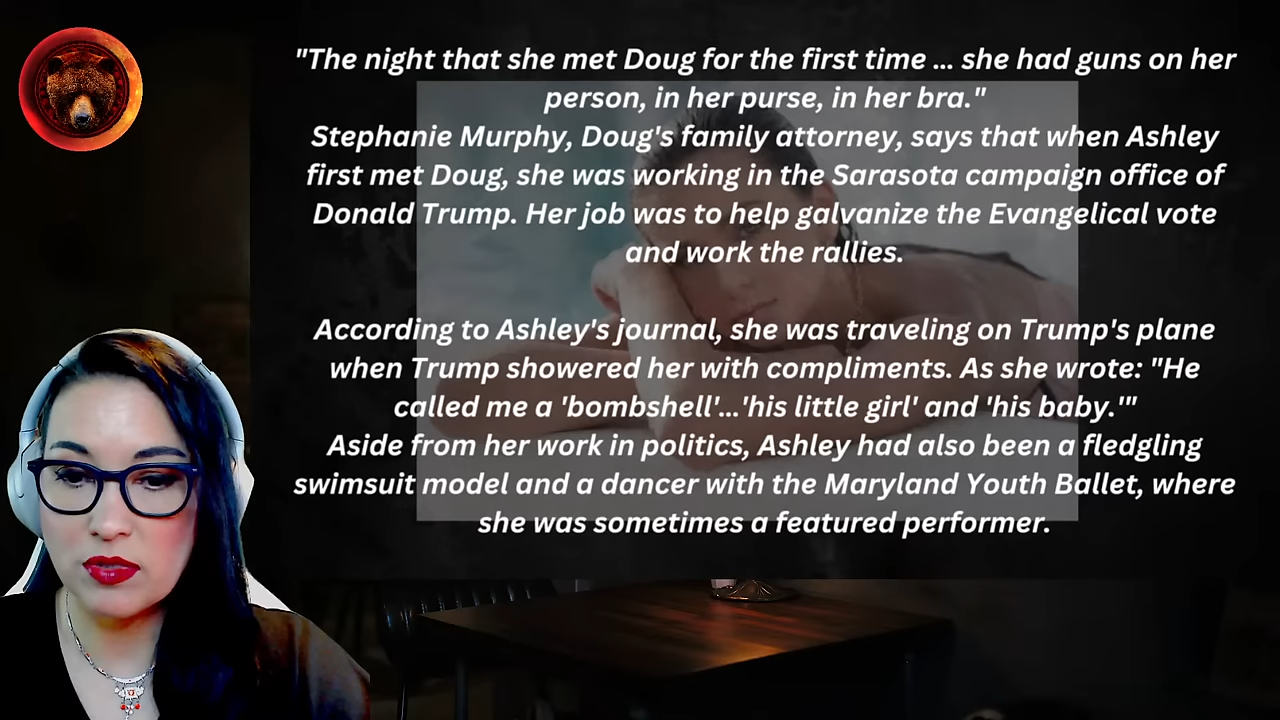 "The night that she met Doug for the first time ... she had guns on her
person, in her purse, in her bra."
Stephanie Murphy, Doug's family attorney, says that when Ashley
first met Doug, she was working in the Sarasota campaign office of
Donald Trump. Her job was to help galvanize the Evangelical vote
and work the rallies.
According to Ashley's journal, she was traveling on Trump's plane
when Trump showered her with compliments. As she wrote: "He
called me a 'bombshell'...'his little girl' and 'his baby.'"
Aside from her work in politics, Ashley had also been a fledgling
swimsuit model and a dancer with the Maryland Youth Ballet, where
she was sometimes a featured performer.